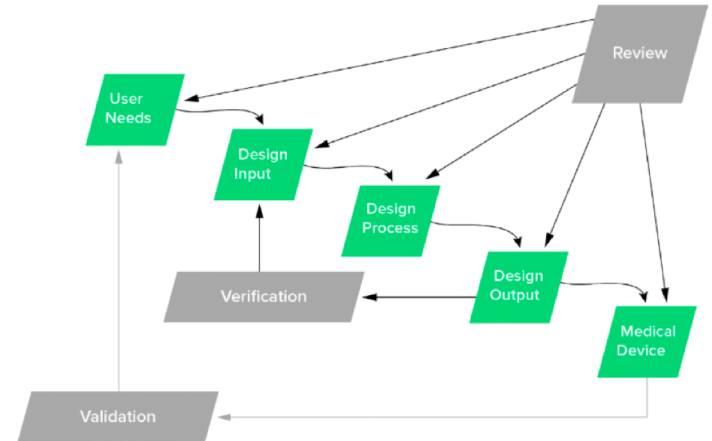 Review
User
Needs
Design
Input
Design
Process
Design
Output
Verification
Medical
Device
Validation